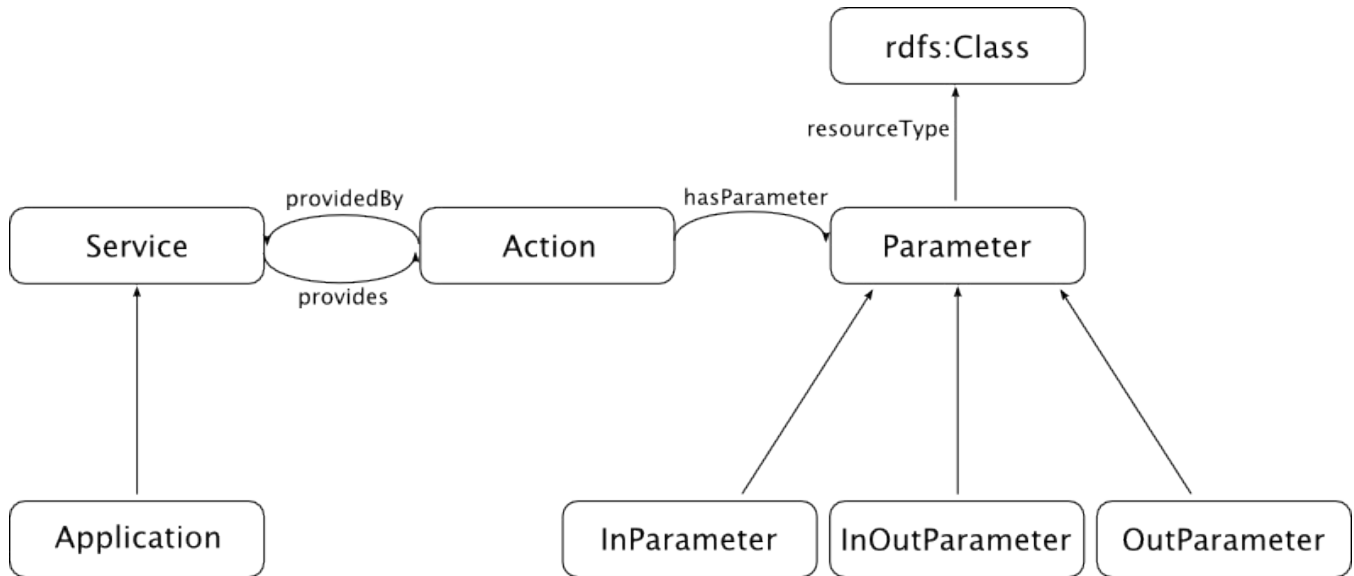 rdfs:Class
resourceType
providedBy
hasParameter
Service
Action
Parameter
provides
Application
InParameter
InOutParameter
OutParameter